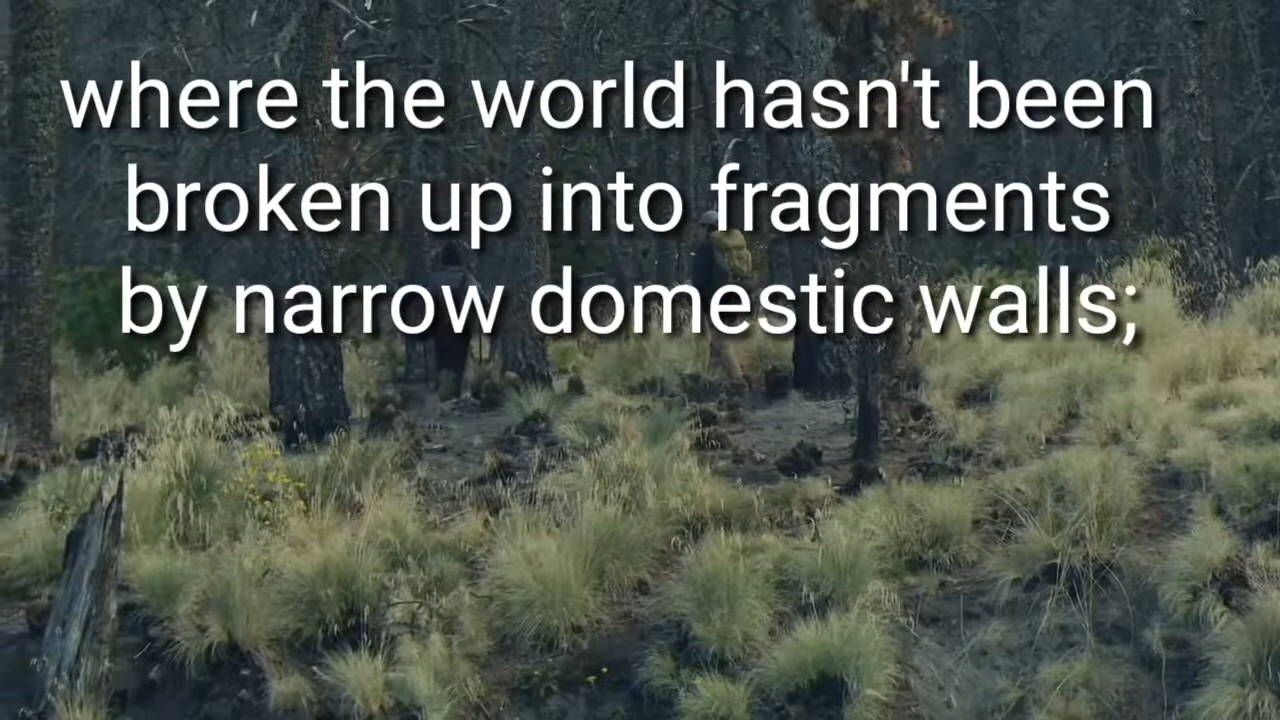 where the world hasn't been
broken up into fragments
by narrow domestic walls;